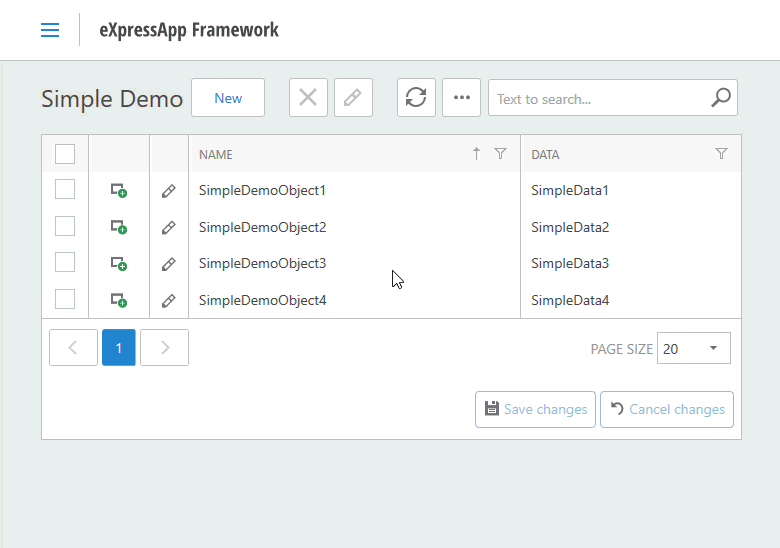 eXpressApp Framework
Simple Demo New Text to search...
NAME DATA
SimpleDemoObject1 SimpleData1
SimpleDemoObject2 SimpleData2
SimpleDemoObject3 SimpleData3
SimpleDemoObject4 SimpleData4
1 PAGE SIZE 20
Save changes Cancel changes